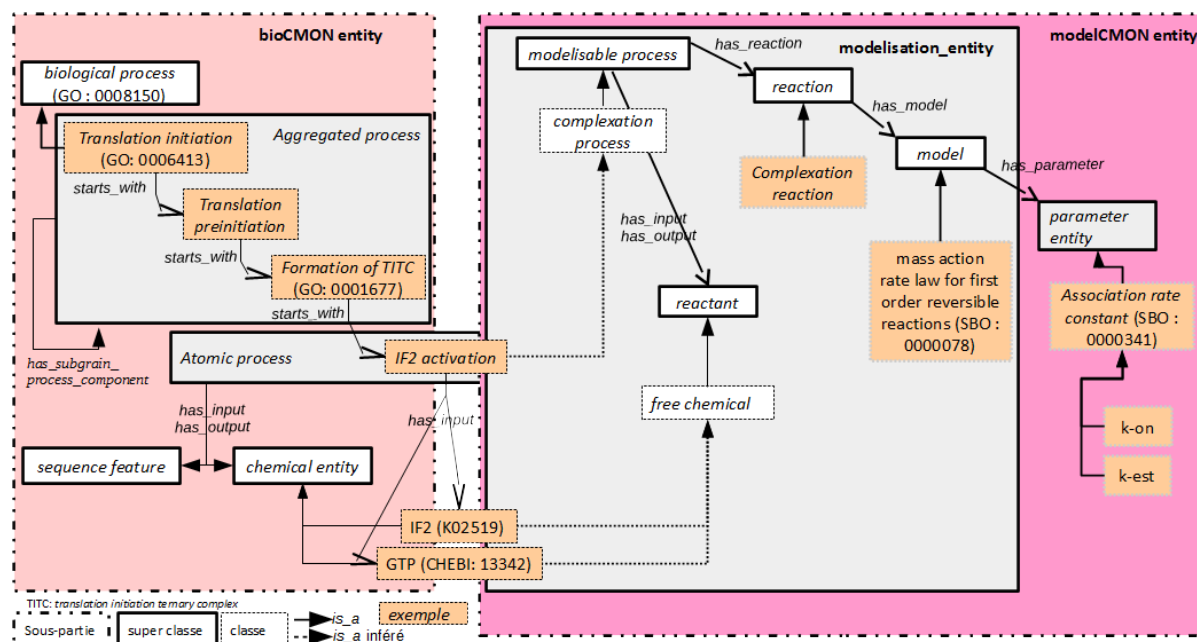 bioCMON entity
biological process
(GO : 0008150)
Aggregated process
Translation initiation
(GO: 0006413)
starts_with
Translation
preinitiation
starts_with
Formation of TITC
(GO: 0001677)
starts_with
Atomic process
IF2 activation
has_subgrain_
process_component
has_input
has_output
has_input
sequence feature
chemical entity
IF2 (K02519)
GTP (CHEBI: 13342)
modelisation_entity
modelCMON entity
modelisable process
has_reaction
reaction
complexation
process
has_model
model
Complexation
reaction
has_parameter
has_input
has_output
parameter
entity
mass action
rate law for first
order reversible
reactions (SBO :
0000078)
reactant
Association rate
constant (SBO :
0000341)
free chemical
k-on
k-est
TITC: translation initiation ternary complex
Sous-partie
super classe
classe
is_a
exemple
is_a inféré